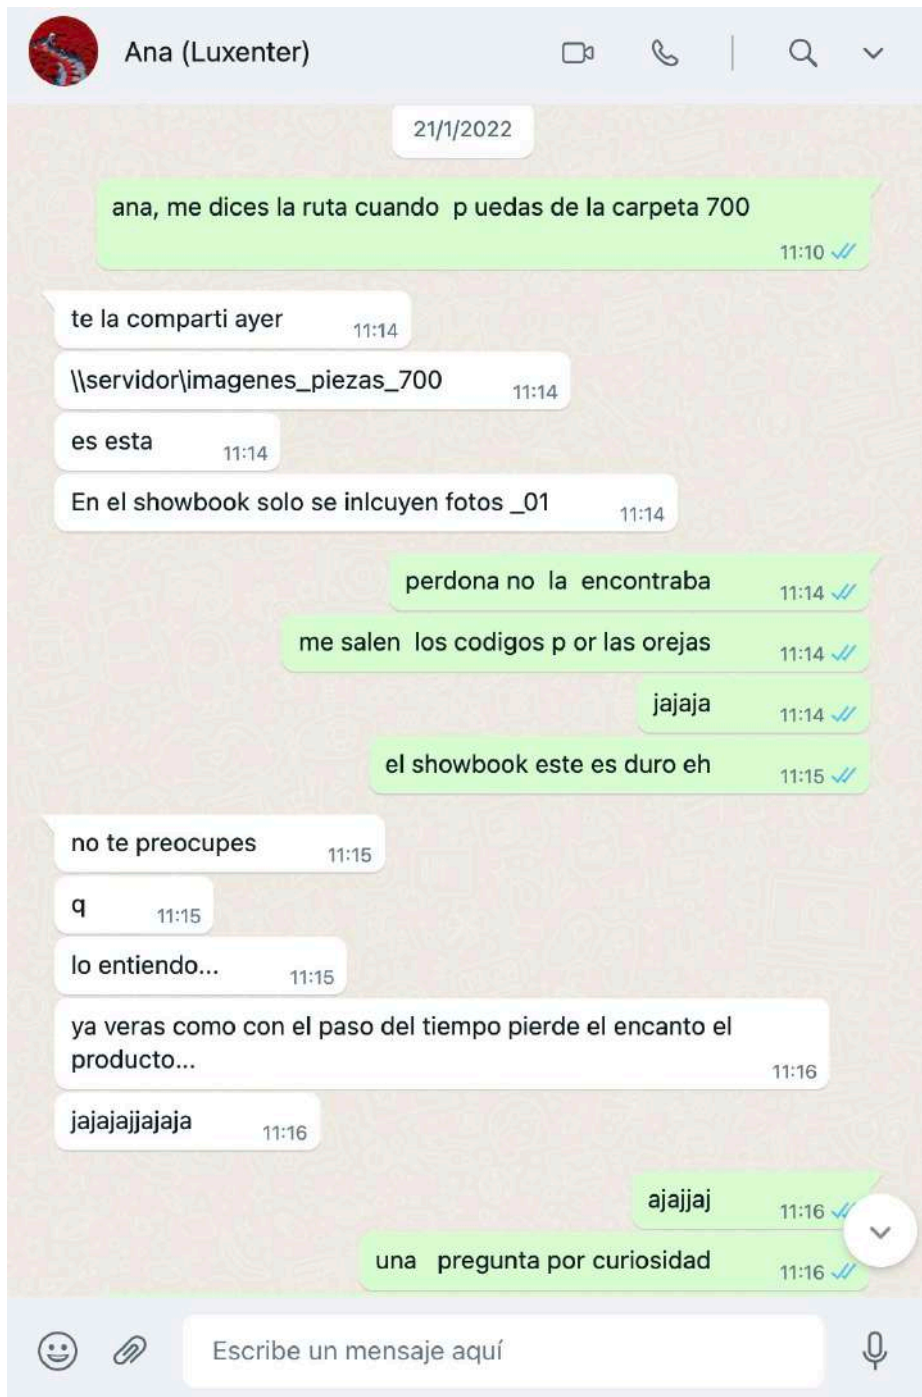 Ana (Luxenter)
21/1/2022
ana, me dices la ruta cuando  p uedas de la carpeta 700
11:10
te la comparti ayer
11:14
\\servidor\imagenes_piezas_700
11:14
es esta
11:14
En el showbook solo se inlcuyen fotos _01
11:14
perdona no  la  encontraba
11:14
me salen  los codigos p or las orejas
11:14
jajaja
11:14
el showbook este es duro eh
11:15
no te preocupes
11:15
q
11:15
lo entiendo...
11:15
ya veras como con el paso del tiempo pierde el encanto el
producto...
11:16
jajajajjajaja
11:16
ajajjaj
11:16
una   pregunta por curiosidad
11:16
Escribe un mensaje aquí